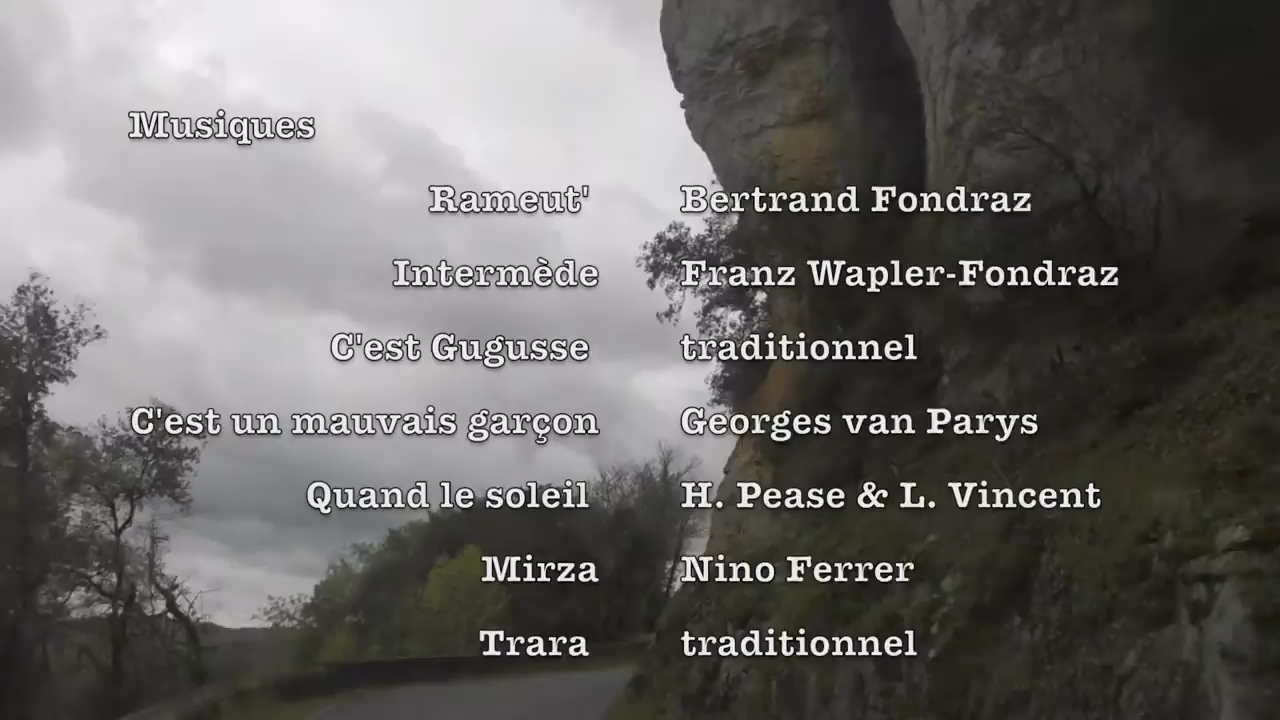 Musiques
Rameut' Bertrand Fondraz
Intermède Franz Wapler-Fondraz
C'est Gugusse traditionnel
C'est un mauvais garçon Georges van Parys
Quand le soleil H. Pease & L. Vincent
Mirza Nino Ferrer
Trara traditionnel